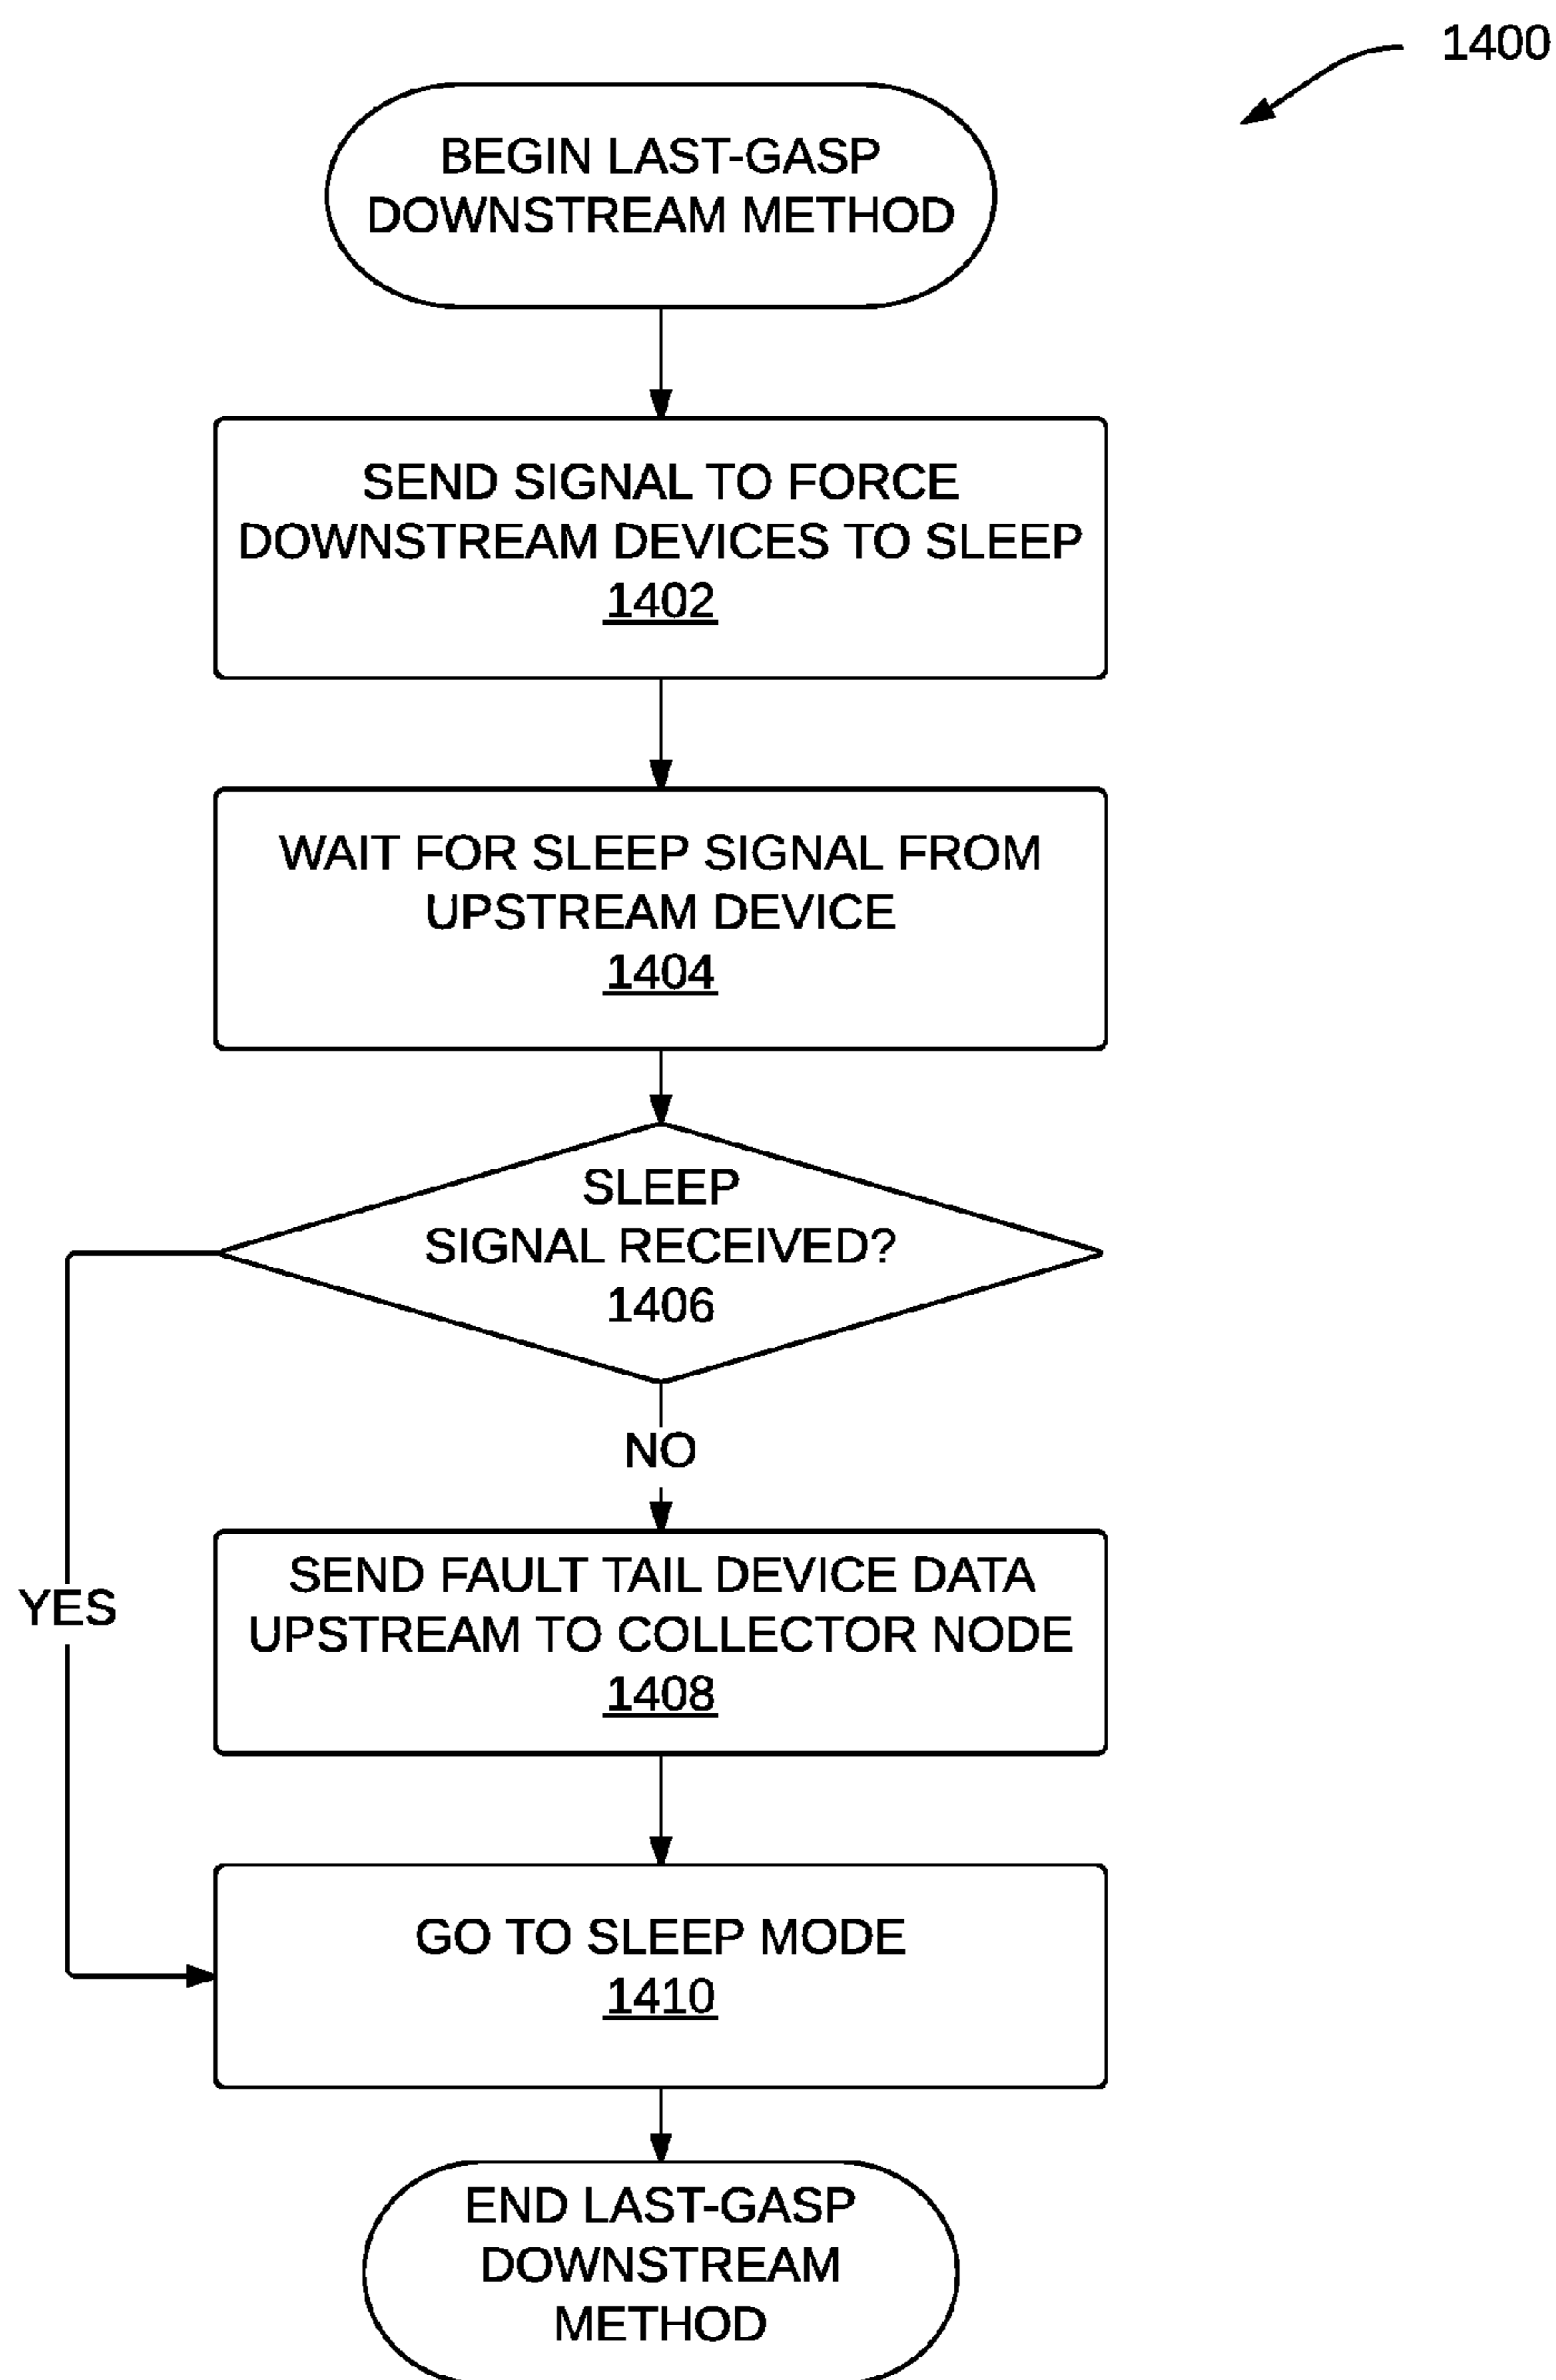 1400
BEGIN LAST-GASP
DOWNSTREAM METHOD
SEND SIGNAL TO FORCE
DOWNSTREAM DEVICES TO SLEEP
1402
WAIT FOR SLEEP SIGNAL FROM
UPSTREAM DEVICE
1404
SLEEP
SIGNAL RECEIVED?
1406
NO
SEND FAULT TAIL DEVICE DATA
UPSTREAM TO COLLECTOR NODE
1408
YES
GO TO SLEEP MODE
1410
END LAST-GASP
DOWNSTREAM
METHOD